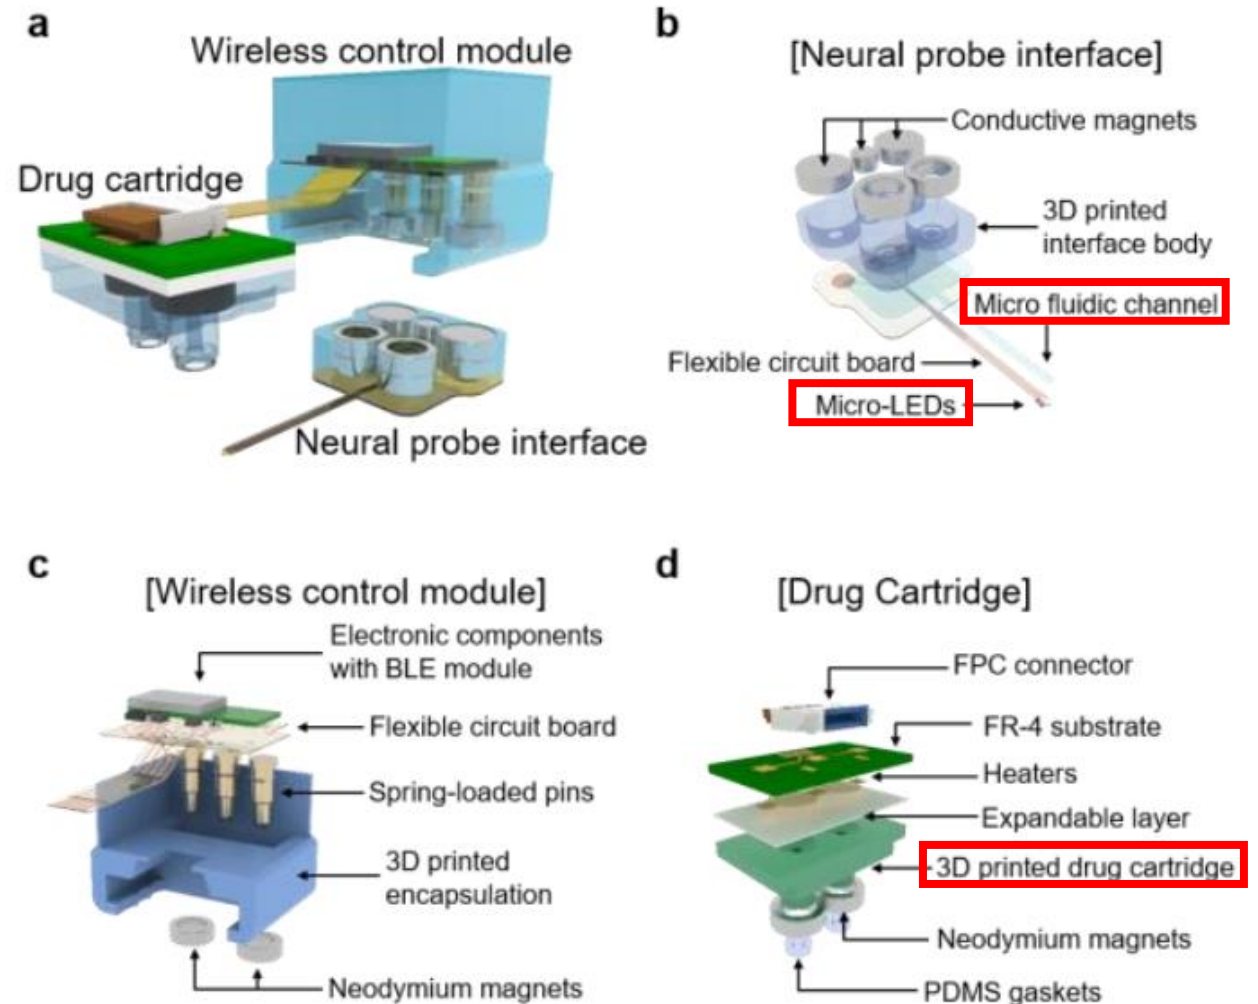 a
Wireless control module
Drug cartridge
Neural probe interface
b
[Neural probe interface]
Conductive magnets
3D printed
interface body
Micro fluidic channel
Flexible circuit board
Micro-LEDs
c
[Wireless control module]
Electronic components
with BLE module
Flexible circuit board
Spring-loaded pins
3D printed
encapsulation
Neodymium magnets
d
[Drug Cartridge]
FPC connector
FR-4 substrate
Heaters
Expandable layer
3D printed drug cartridge
Neodymium magnets
PDMS gaskets